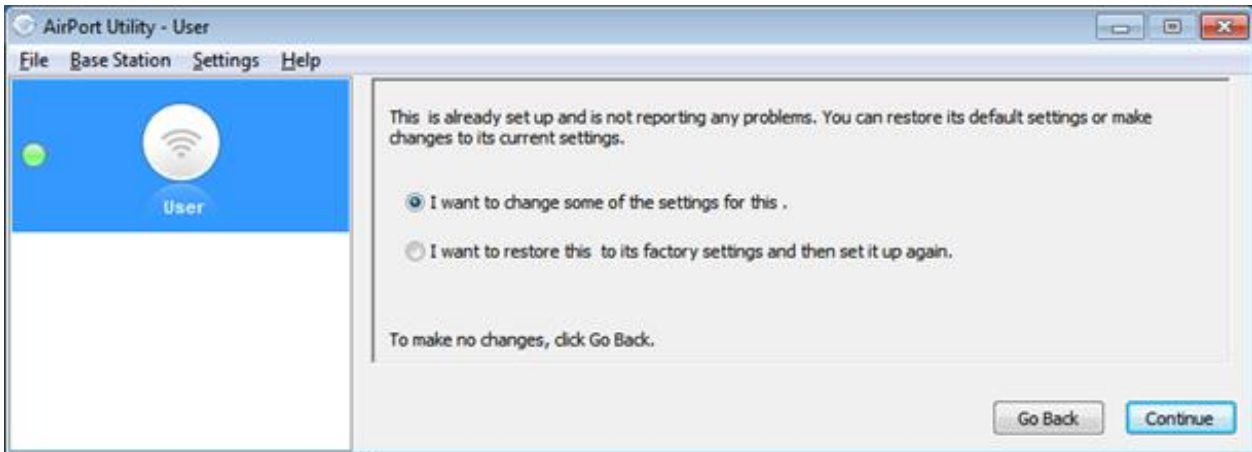 AirPort Utility - User
File Base Station Settings Help
User
This is already set up and is not reporting any problems. You can restore its default settings or make
changes to its current settings.
I want to change some of the settings for this .
I want to restore this to its factory settings and then set it up again.
To make no changes, click Go Back.
Go Back Continue